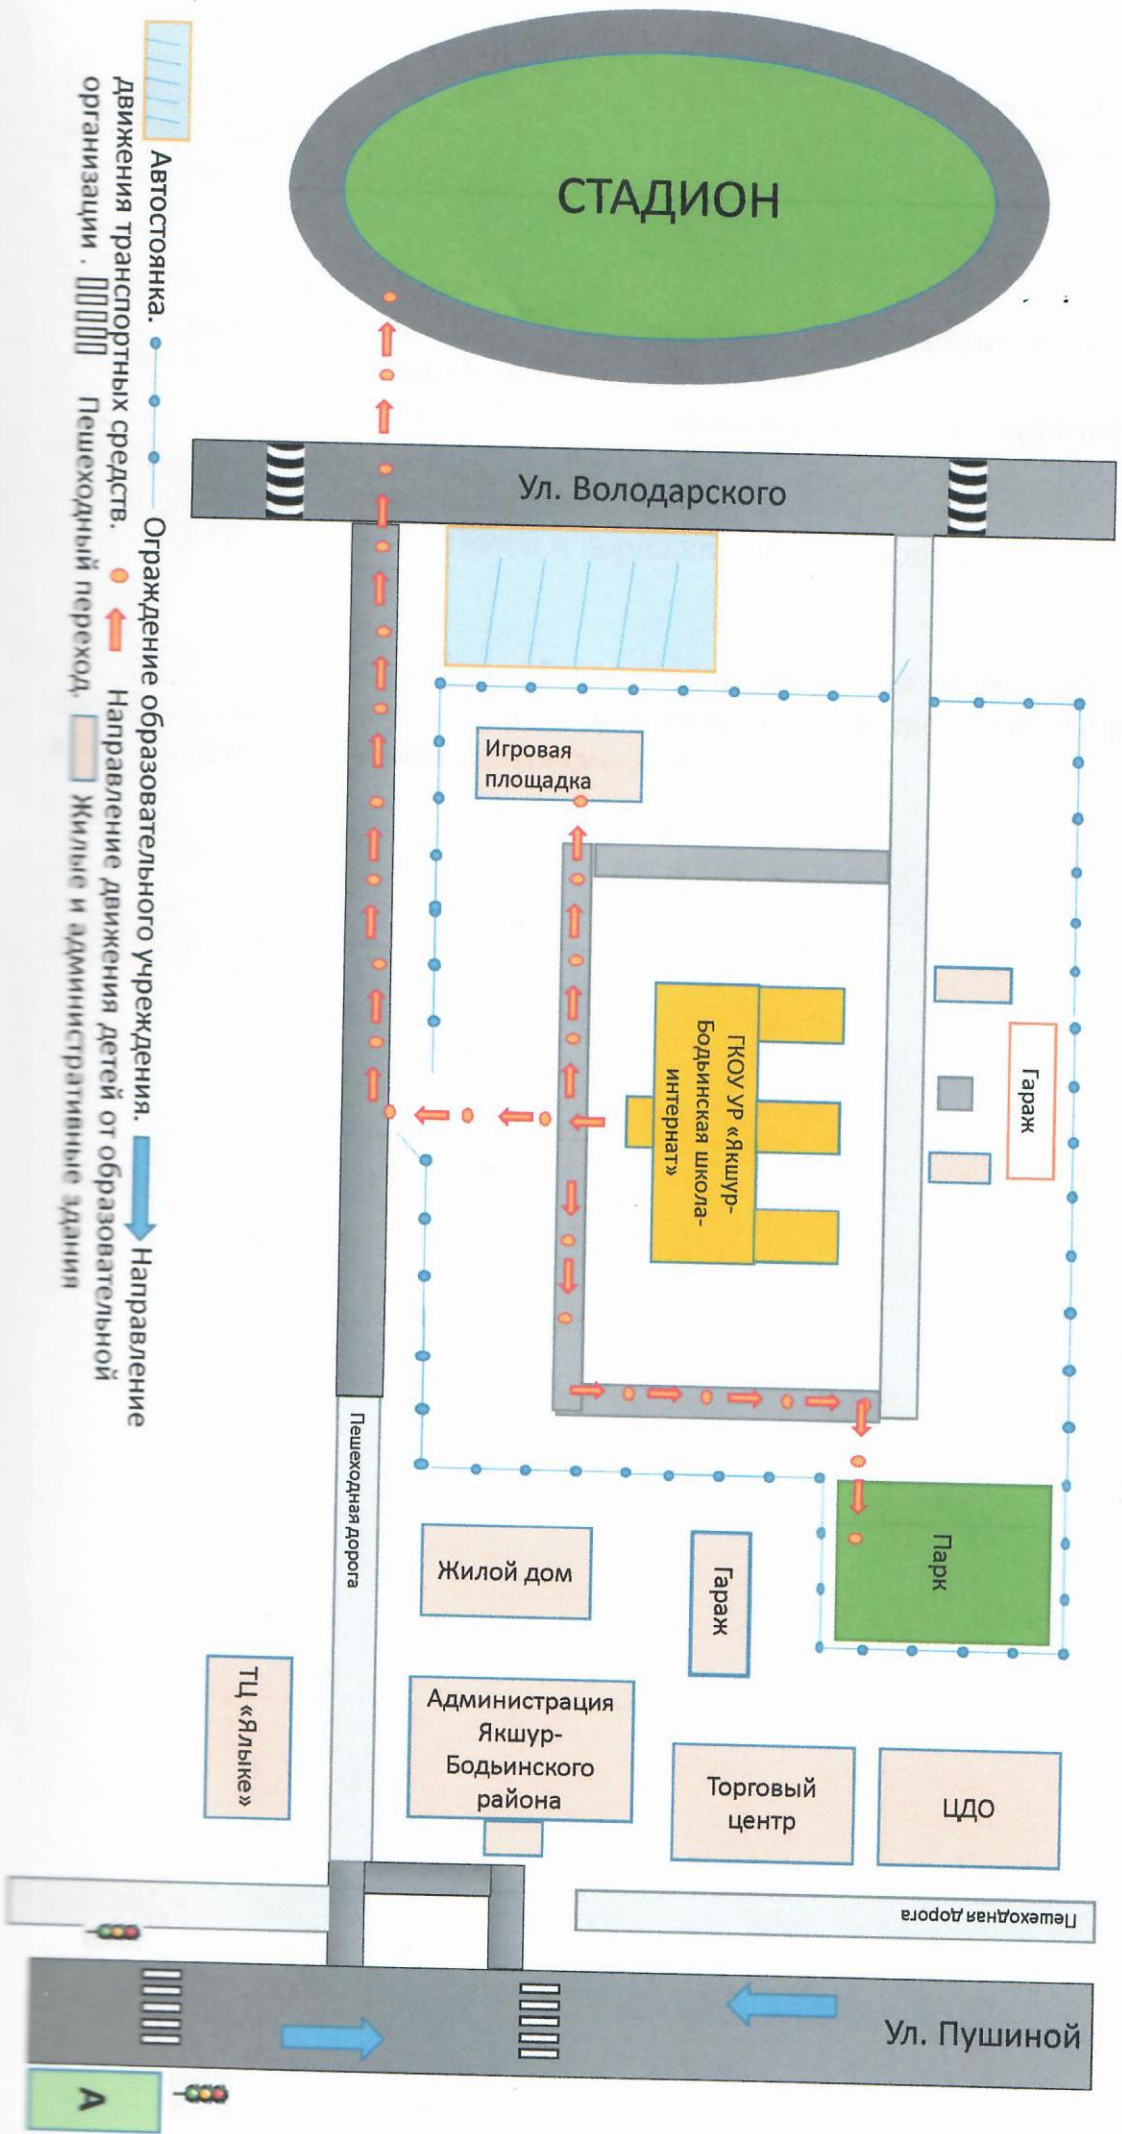 СТАДИОН
Ул. Володарского
Игровая
площадка
ГКОУ УР «Якшур-
Бодьинская школа-
интернат»
Гараж
Парк
Пешеходная дорога
Жилой дом
Гараж
ТЦ «Ялыке»
Администрация
Якшур-
Бодьинского
района
Торговый
центр
ЦДО
Пешеходная дорога
Ул. Пушиной
А
Автостоянка. Ограждение образовательного учреждения. Направление
движения транспортных средств. Направление движения детей от образовательной
организации . Пешеходный переход. Жилые и административные здания